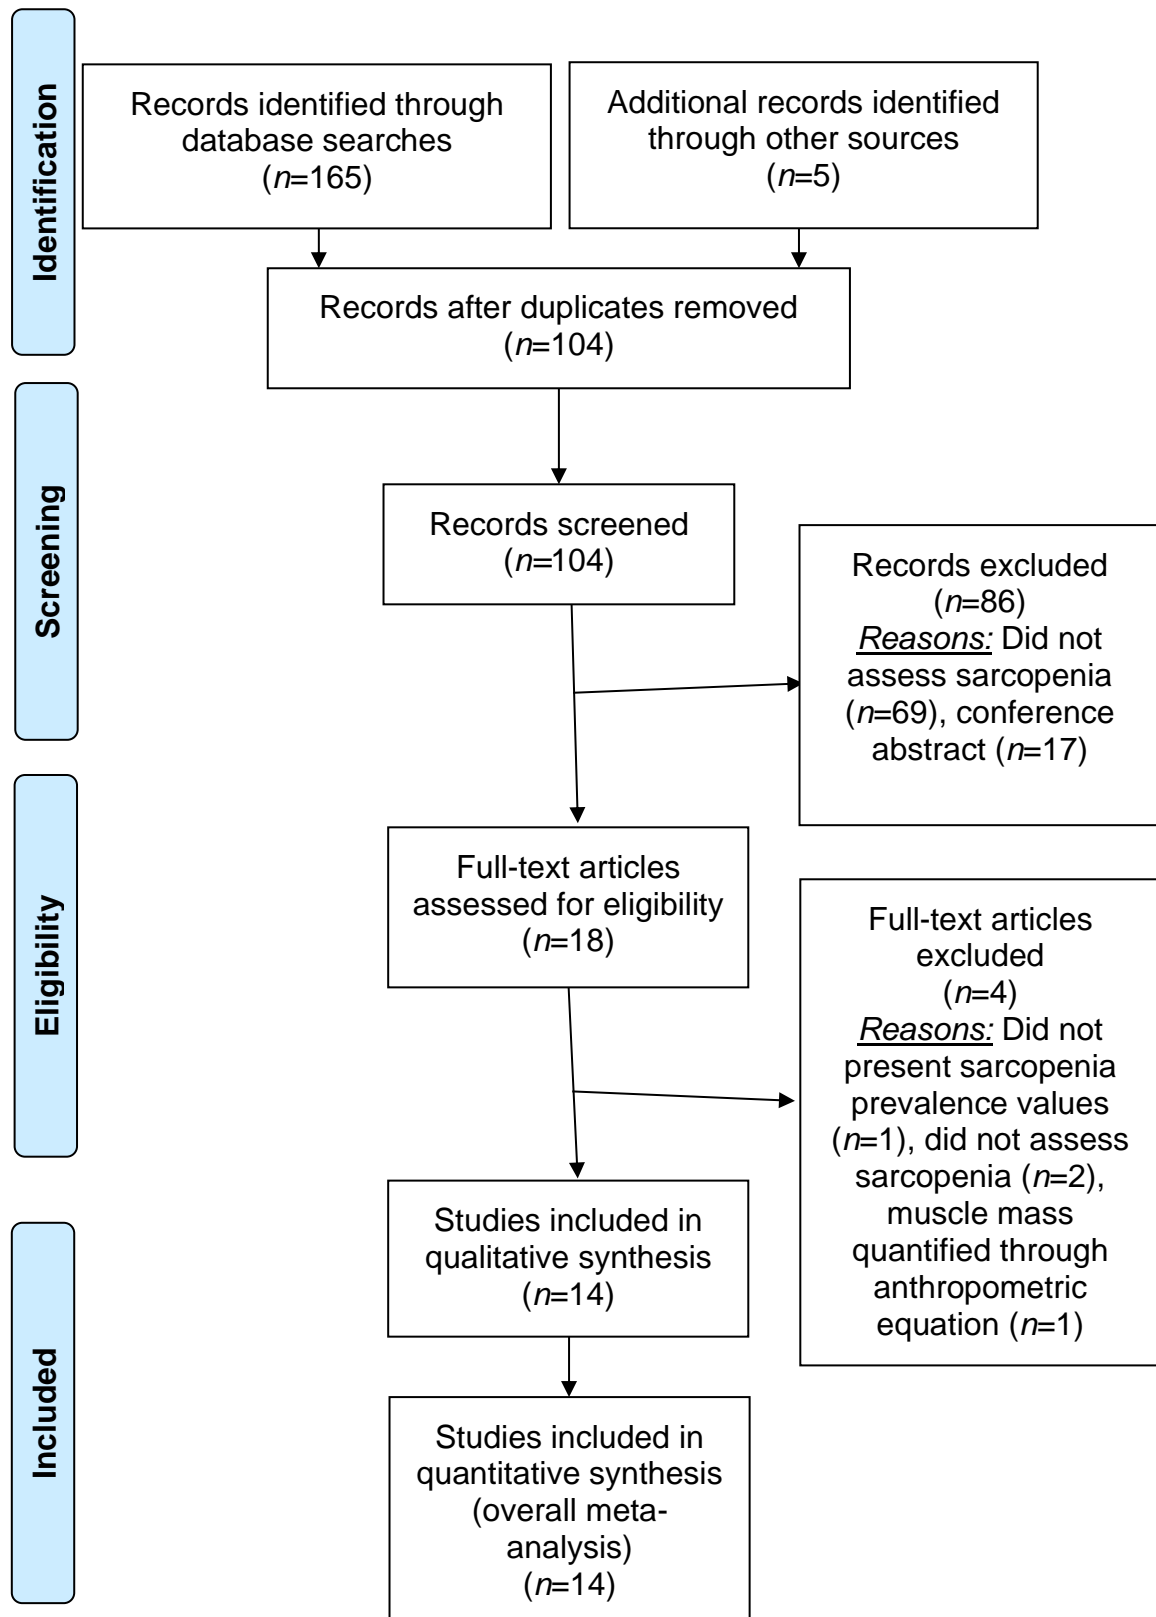 Identification
Records identified through
database searches
(n=165)
Additional records identified
through other sources
(n=5)
Records after duplicates removed
(n=104)
Screening
Records screened
(n=104)
Records excluded
(n=86)
Reasons: Did not
assess sarcopenia
(n=69), conference
abstract (n=17)
Eligibility
Full-text articles
assessed for eligibility
(n=18)
Full-text articles
excluded
(n=4)
Reasons: Did not
present sarcopenia
prevalence values
(n=1), did not assess
sarcopenia (n=2),
muscle mass
quantified through
anthropometric
equation (n=1)
Included
Studies included in
qualitative synthesis
(n=14)
Studies included in
quantitative synthesis
(overall meta-
analysis)
(n=14)